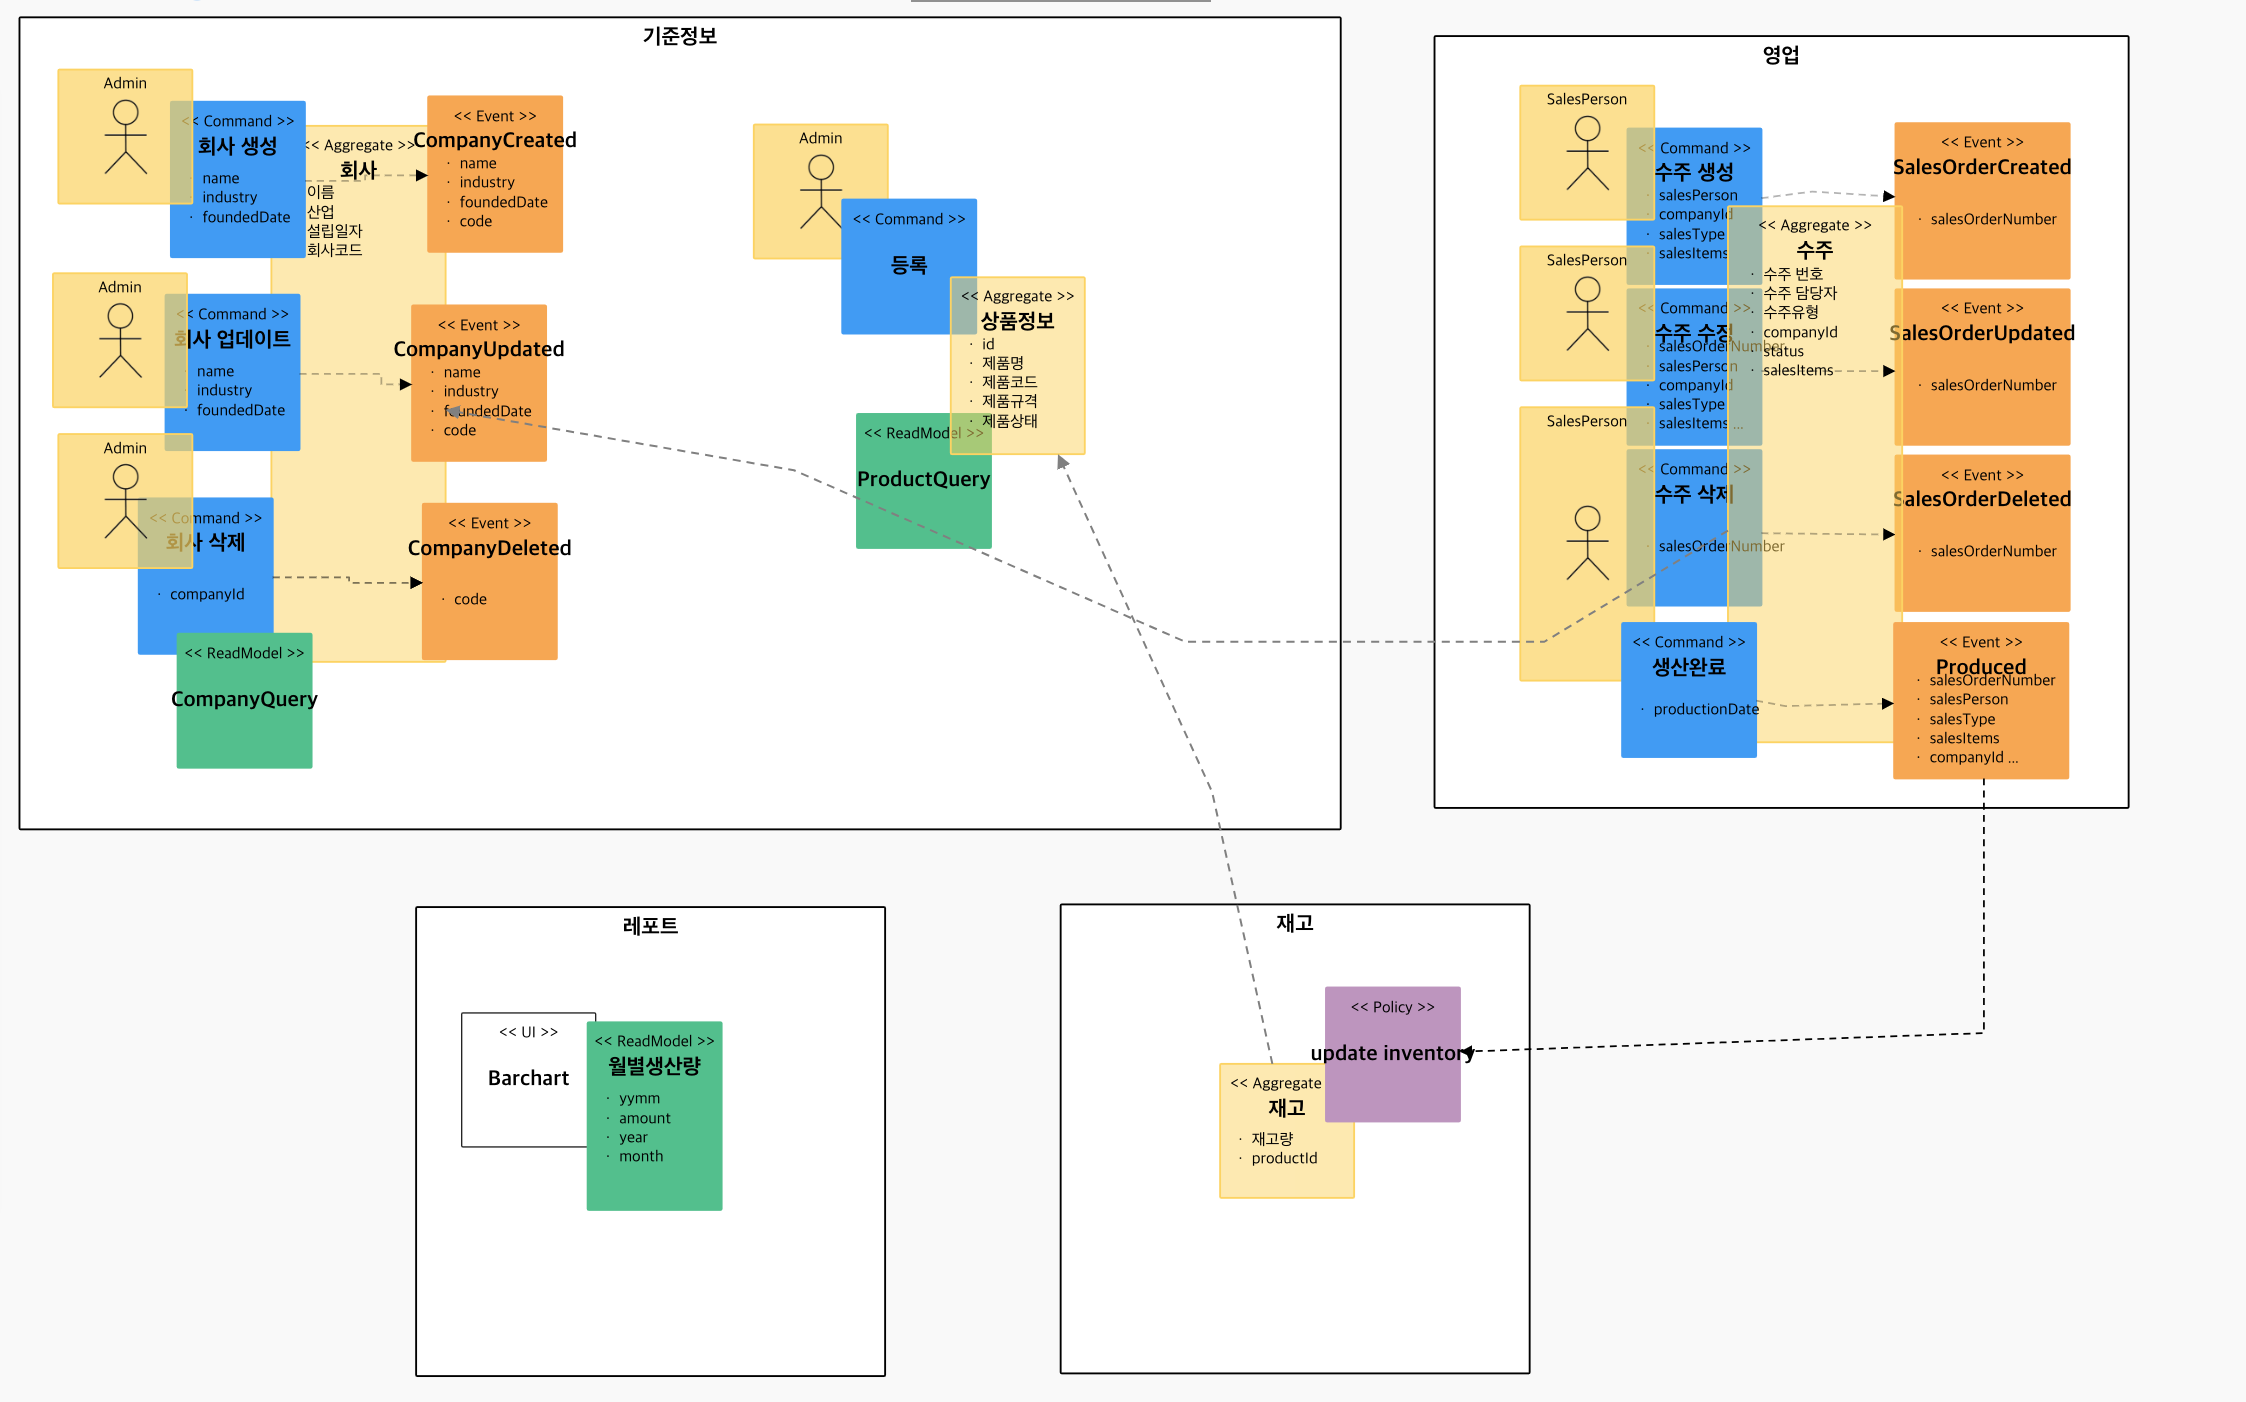 기준정보
Admin
<< Command >>
회사 생성
· name
· industry
· foundedDate
<< Aggregate >>
회사
이름
산업
설립일자
회사코드
<< Event >>
CompanyCreated
· name
· industry
· foundedDate
· code
Admin
<< Command >>
회사 업데이트
· name
· industry
· foundedDate
<< Event >>
CompanyUpdated
· name
· industry
· foundedDate
· code
Admin
<< Command >>
회사 삭제
· companyId
<< Event >>
CompanyDeleted
· code
<< ReadModel >>
CompanyQuery
Admin
<< Command >>
등록
<< Aggregate >>
상품정보
· id
· 제품명
· 제품코드
· 제품규격
· 제품상태
<< ReadModel >>
ProductQuery
영업
SalesPerson
<< Command >>
수주 생성
· salesPerson
· companyId
· salesType
· salesItems
<< Event >>
SalesOrderCreated
· salesOrderNumber
<< Aggregate >>
수주
· 수주 번호
· 수주 담당자
· 수주유형
· companyId
· status
· salesItems
SalesPerson
<< Command >>
수주 수정
· salesOrderNumber
· salesPerson
· companyId
· salesType
· salesItems ...
<< Event >>
SalesOrderUpdated
· salesOrderNumber
SalesPerson
<< Command >>
수주 삭제
· salesOrderNumber
<< Event >>
SalesOrderDeleted
· salesOrderNumber
<< Command >>
생산완료
· productionDate
<< Event >>
Produced
· salesOrderNumber
· salesPerson
· salesType
· salesItems
· companyId ...
레포트
<< UI >>
Barchart
<< ReadModel >>
월별생산량
· yymm
· amount
· year
· month
재고
<< Policy >>
update inventory
<< Aggregate
재고
· 재고량
· productId